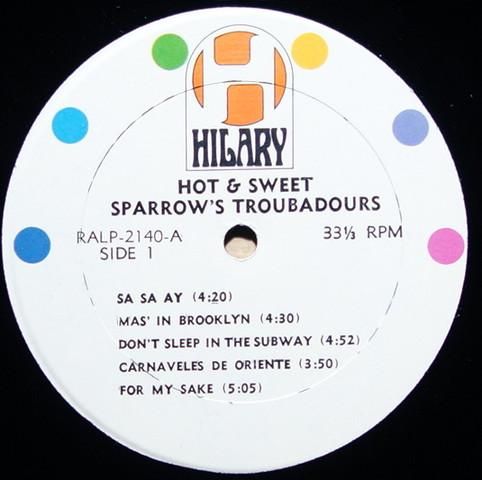 HILARY
HOT & SWEET
SPARROW'S TROUBADOURS
RALP-2140-A 33⅓ RPM
SIDE 1
SA SA AY (4:20)
MAS' IN BROOKLYN (4:30)
DON'T SLEEP IN THE SUBWAY (4:52)
CARNAVELES DE ORIENTE (3:50)
FOR MY SAKE (5:05)